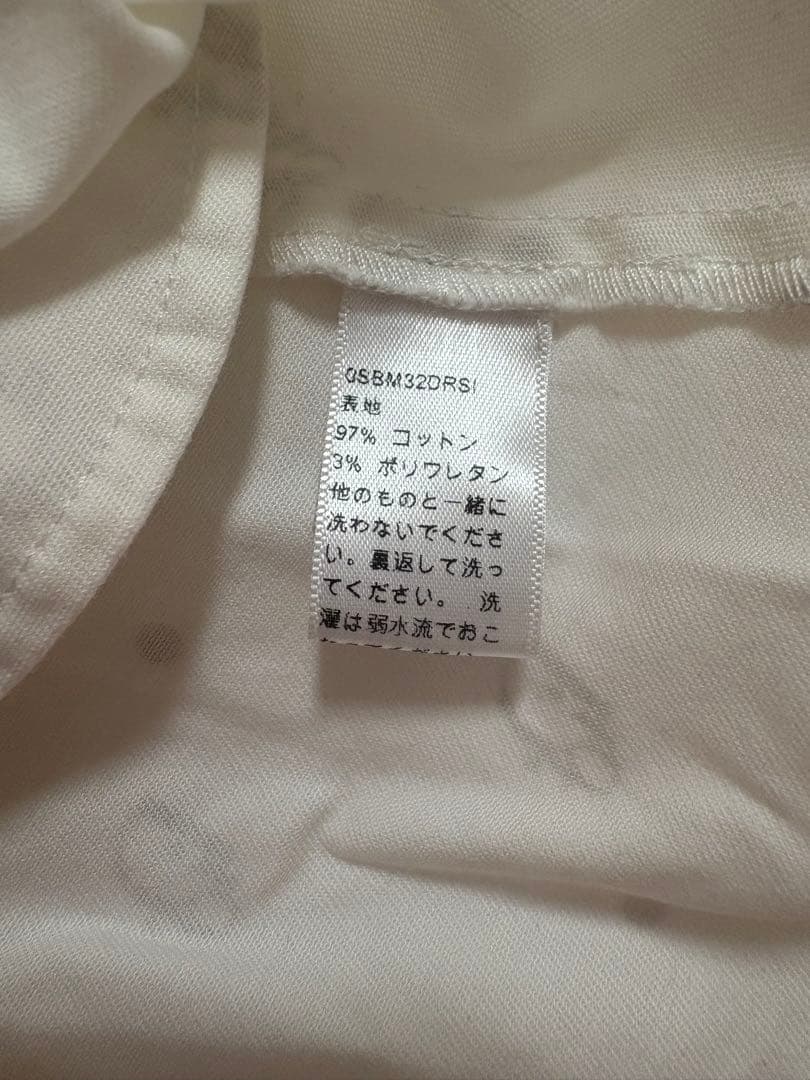 0SBM32DRSI
表地
97% コットン
3% ポリウレタン
他のものと一緒に
洗わないでくださ
い。裏返して洗っ
てください。 洗
濯は弱水流でおこ